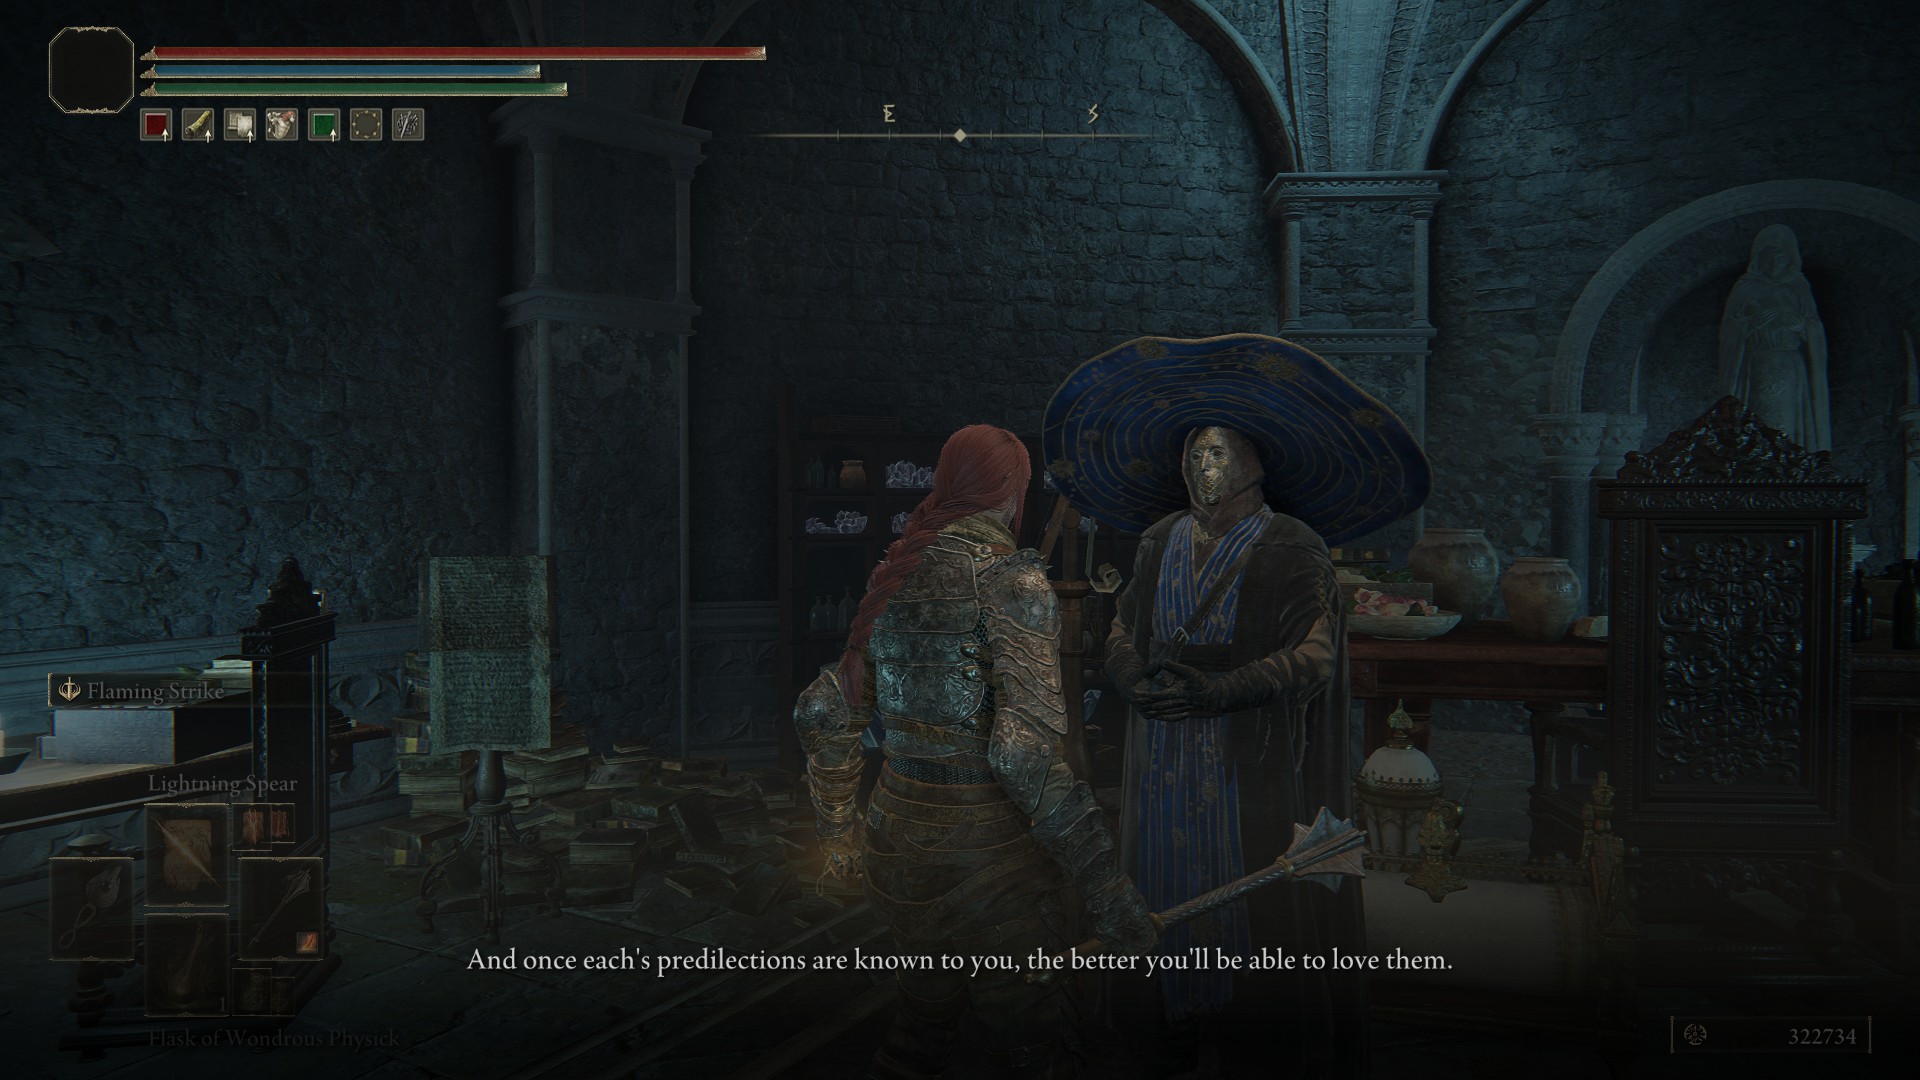 E
S
Flaming Strike
Lightning Spear
1
Flask of Wondrous Physick
And once each's predilections are known to you, the better you'll be able to love them.
322734